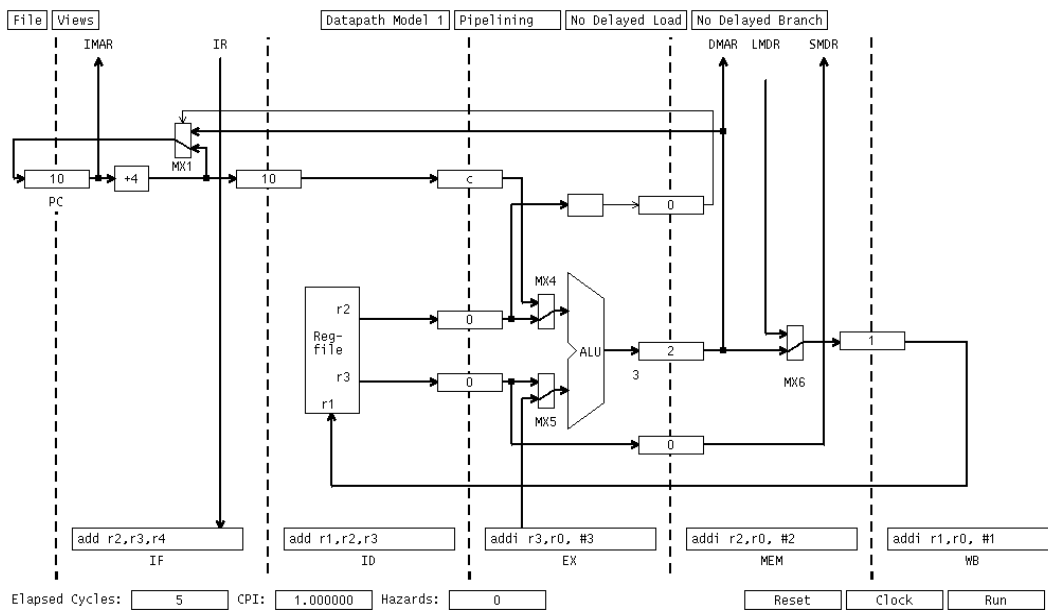 File Views Datapath Model 1 Pipelining No Delayed Load No Delayed Branch
IMAR IR DMAR LMDR SMDR
MX1
10 +4 10 c
PC
0
MX4
r2 0
Reg-
file
ALU 2 1
3
r3 0
MX6
r1
MX5
0
add r2,r3,r4 add r1,r2,r3 addi r3,r0, #3 addi r2,r0, #2 addi r1,r0, #1
IF ID EX MEM WB
Elapsed Cycles: 5 CPI: 1.000000 Hazards: 0 Reset Clock Run